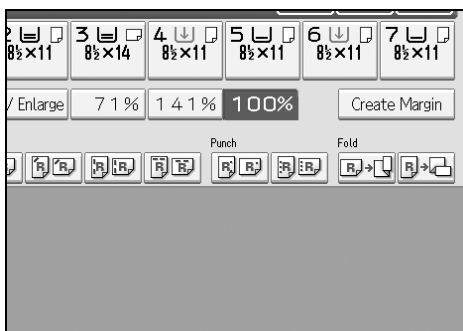 2 3 4 5 6 7
8½×11 8½×14 8½×11 8½×11 8½×11 8½×11
/ Enlarge 71% 141% 100% Create Margin
Punch Fold
R R R R R R R R R R R R